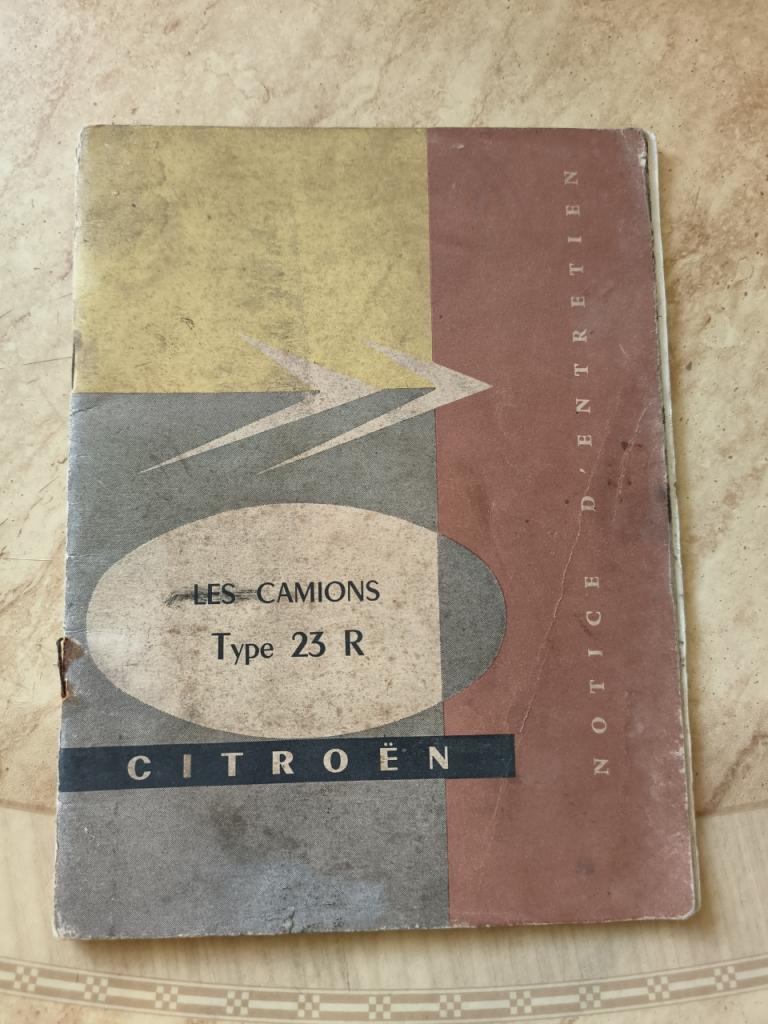 LES CAMIONS
Type 23 R
CITROËN
NOTICE D'ENTRETIEN